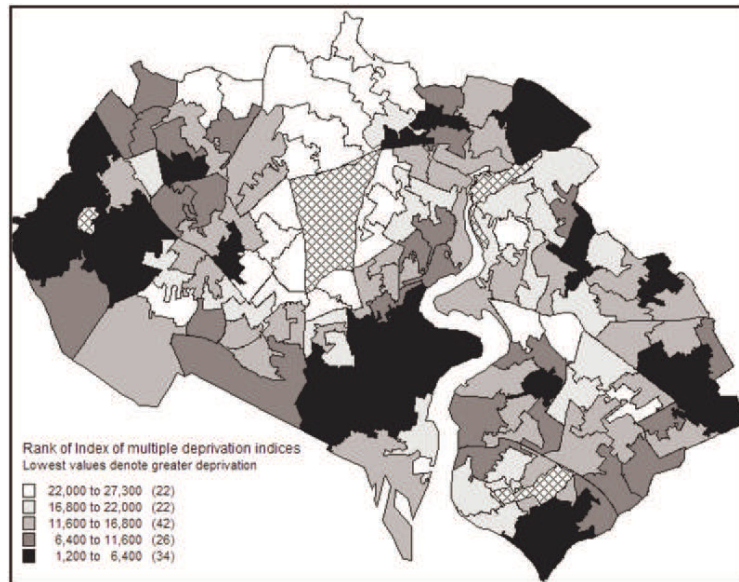 Rank of Index of multiple deprivation indices
Lowest values denote greater deprivation
22,000 to 27,300 (22)
16,800 to 22,000 (22)
11,600 to 16,800 (42)
6,400 to 11,600 (26)
1,200 to 6,400 (34)